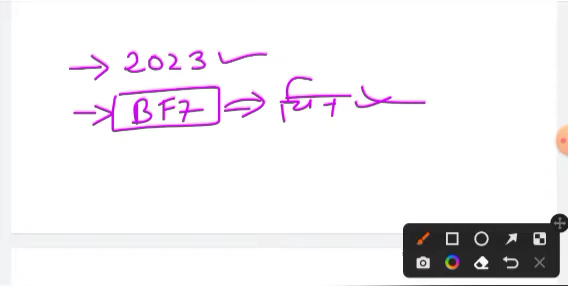 → 2023 ✓
→ BF7 ⇒